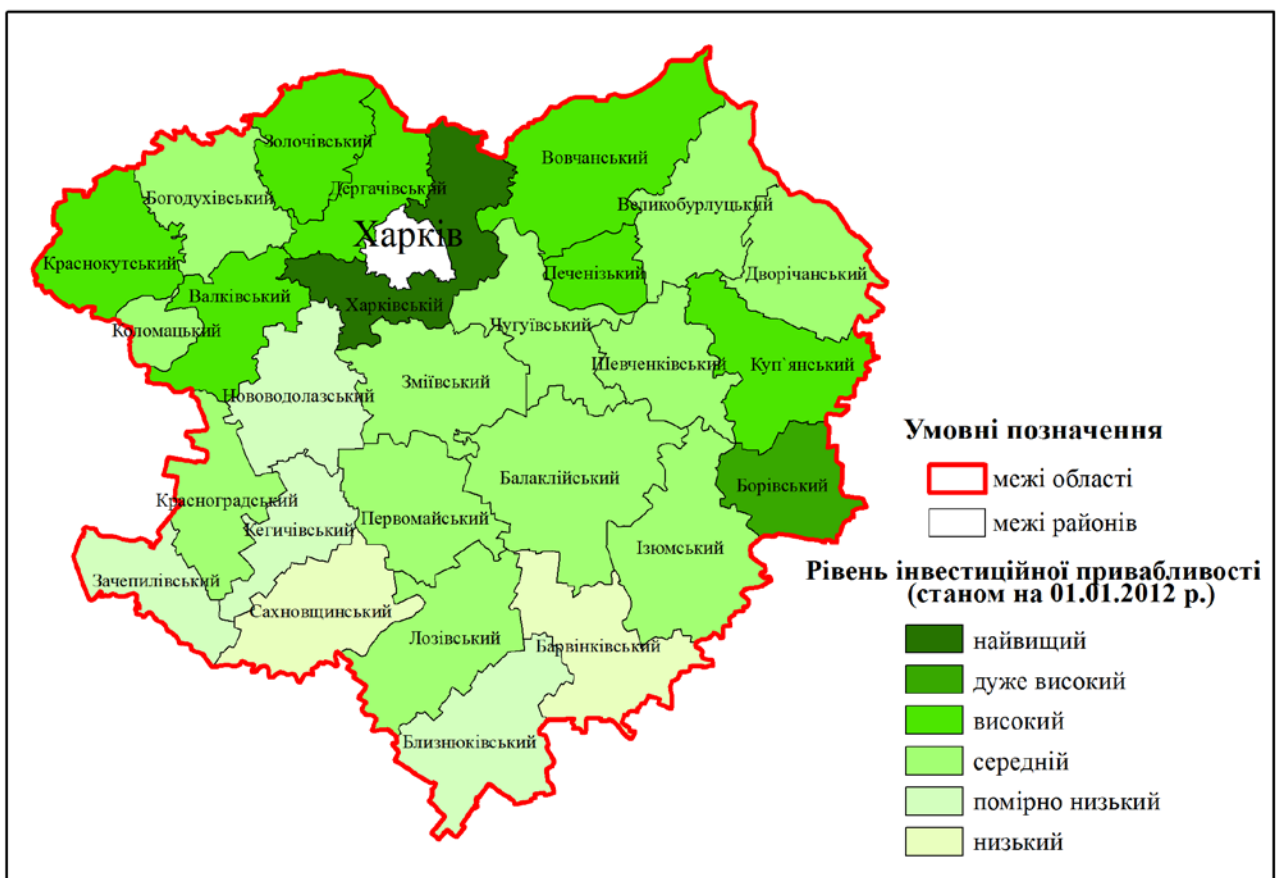 Золочівський
Вовчанський
Дергачівський
Богодухівський
Великобурлуцький
Харків
Краснокутський
Печенізький
Дворічанський
Валківський
Харківській
Коломацький
Чугуївський
Шевченківський
Куп`янський
Зміївський
Нововодолазський
Балаклійський
Борівський
Красноградський
Первомайський
Кегичівський
Ізюмський
Зачепилівський
Сахновщинський
Лозівський
Барвінківський
Близнюківський
Умовні позначення
межі області
межі районів
Рівень інвестиційної привабливості
(станом на 01.01.2012 р.)
найвищий
дуже високий
високий
середній
помірно низький
низький